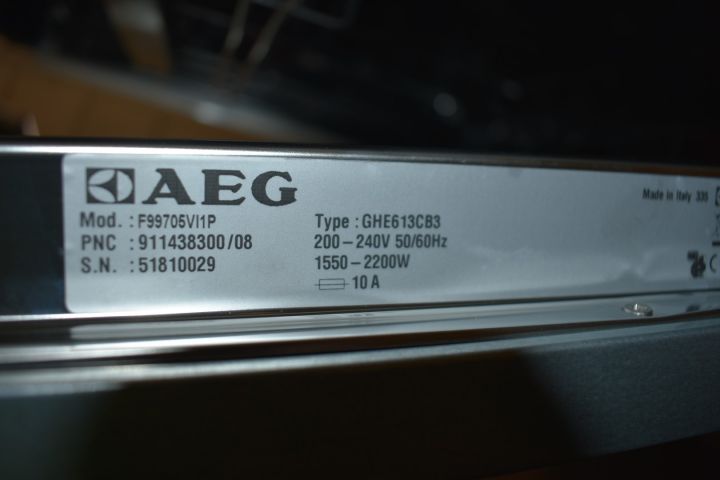 AEG
Mod. : F99705VI1P
PNC : 911438300/08
S.N. : 51810029
Type : GHE613CB3
200-240V 50/60Hz
1550-2200W
10 A
Made in Italy 335